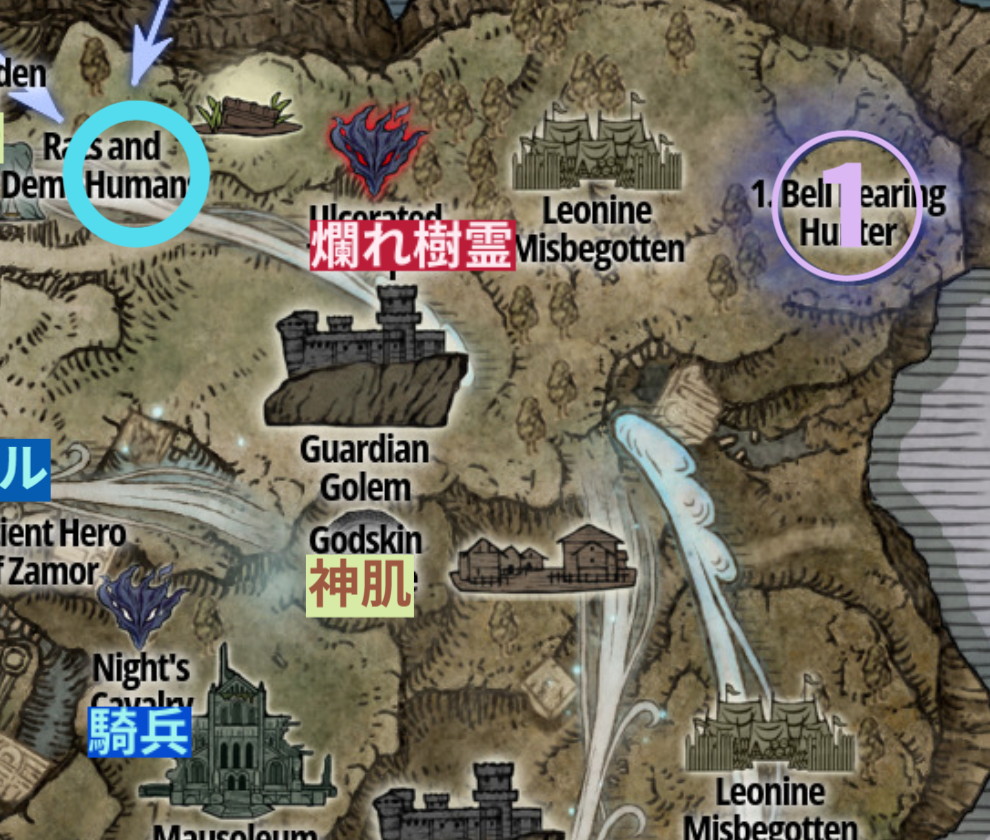 den
Rats and
Demi-Humans
Ulcerated
爛れ樹霊
Leonine
Misbegotten
1. Bell Bearing
Hunter
1
Guardian
Golem
ル
ient Hero
f Zamor
Godskin
神肌
Night's
Cavalry
騎兵
Mausoleum
Leonine
Misbegotten